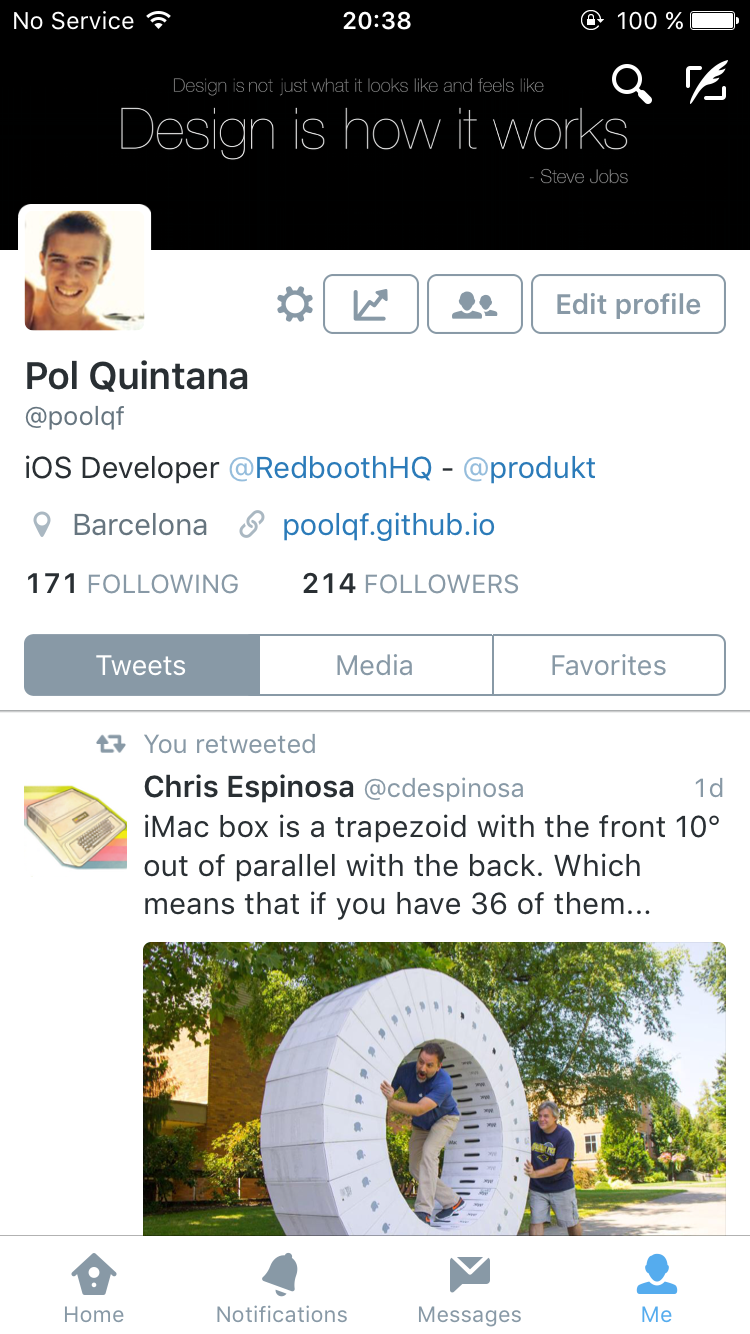 No Service 20:38 100 %
Design is not just what it looks like and feels like
Design is how it works
- Steve Jobs
Edit profile
Pol Quintana
@poolqf
iOS Developer @RedboothHQ - @produkt
Barcelona poolqf.github.io
171 FOLLOWING 214 FOLLOWERS
Tweets Media Favorites
You retweeted
Chris Espinosa @cdespinosa 1d
iMac box is a trapezoid with the front 10°
out of parallel with the back. Which
means that if you have 36 of them...
Home Notifications Messages Me